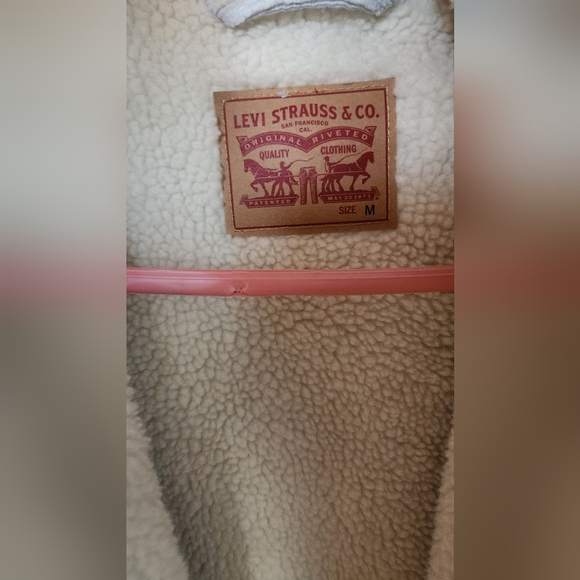 LEVI STRAUSS & CO.
SAN FRANCISCO
CAL.
ORIGINAL RIVETED
QUALITY CLOTHING
PATENTED MAY 20 1873
SIZE M